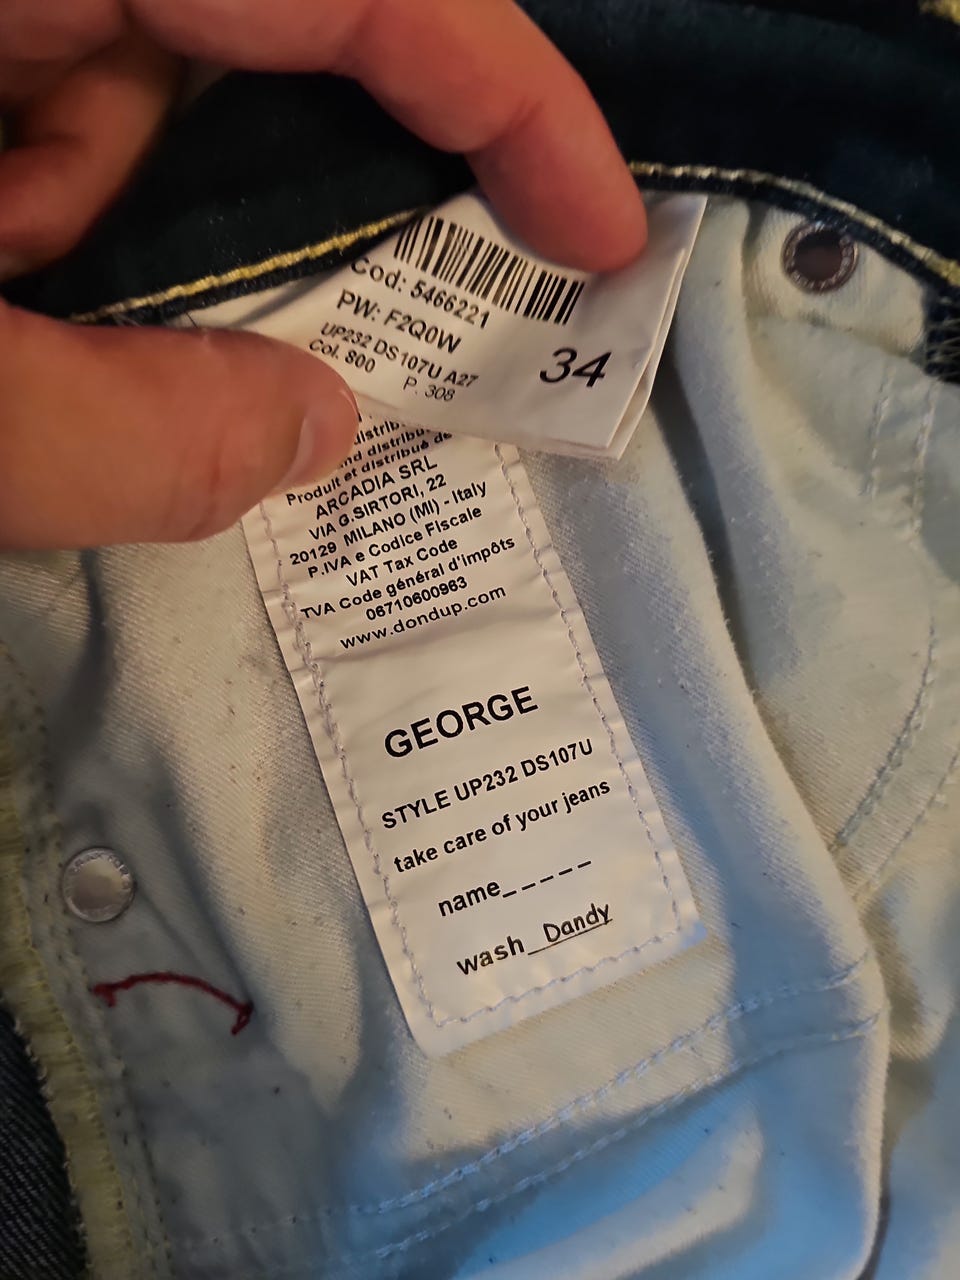 Cod: 5466221
PW: F2Q0W
UP232 DS107U A27
Col. 800 P. 308
34
Produit et distribué de
ARCADIA SRL
VIA G.SIRTORI, 22
20129 MILANO (MI) - Italy
P.IVA e Codice Fiscale
VAT Tax Code
TVA Code général d'impôts
06710600963
www.dondup.com
GEORGE
STYLE UP232 DS107U
take care of your jeans
name_____
wash_Dandy